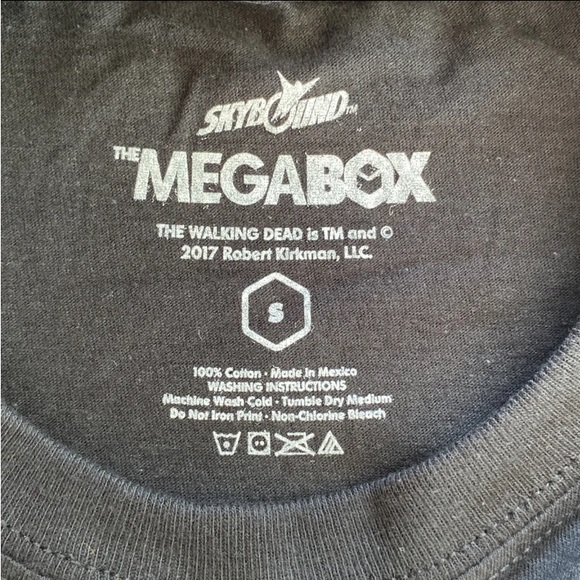 SKYBOUND™
THE MEGABOX
THE WALKING DEAD is TM and ©
2017 Robert Kirkman, LLC.
S
100% Cotton • Made in Mexico
WASHING INSTRUCTIONS
Machine Wash Cold • Tumble Dry Medium
Do Not Iron Print • Non-Chlorine Bleach